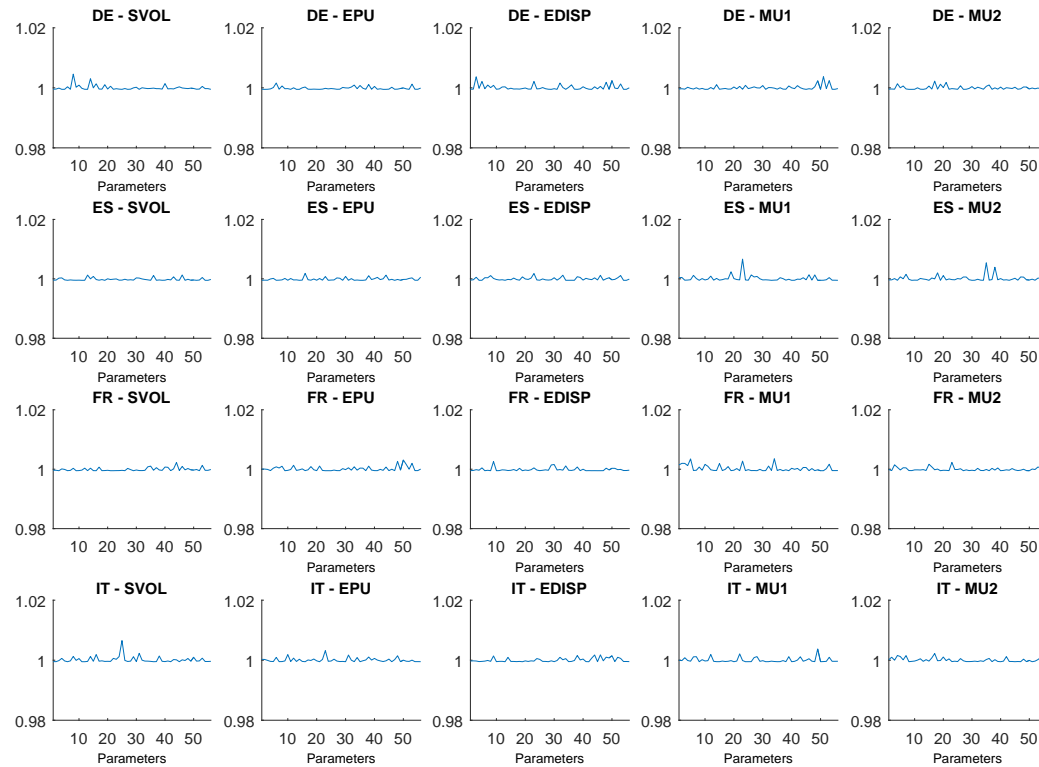 DE - SVOL DE - EPU DE - EDISP DE - MU1 DE - MU2
1.02 1.02 1.02 1.02 1.02
1 1 1 1 1
0.98 0.98 0.98 0.98 0.98
10 20 30 40 50 10 20 30 40 50 10 20 30 40 50 10 20 30 40 50 10 20 30 40 50
Parameters Parameters Parameters Parameters Parameters
ES - SVOL ES - EPU ES - EDISP ES - MU1 ES - MU2
1.02 1.02 1.02 1.02 1.02
1 1 1 1 1
0.98 0.98 0.98 0.98 0.98
10 20 30 40 50 10 20 30 40 50 10 20 30 40 50 10 20 30 40 50 10 20 30 40 50
Parameters Parameters Parameters Parameters Parameters
FR - SVOL FR - EPU FR - EDISP FR - MU1 FR - MU2
1.02 1.02 1.02 1.02 1.02
1 1 1 1 1
0.98 0.98 0.98 0.98 0.98
10 20 30 40 50 10 20 30 40 50 10 20 30 40 50 10 20 30 40 50 10 20 30 40 50
Parameters Parameters Parameters Parameters Parameters
IT - SVOL IT - EPU IT - EDISP IT - MU1 IT - MU2
1.02 1.02 1.02 1.02 1.02
1 1 1 1 1
0.98 0.98 0.98 0.98 0.98
10 20 30 40 50 10 20 30 40 50 10 20 30 40 50 10 20 30 40 50 10 20 30 40 50
Parameters Parameters Parameters Parameters Parameters